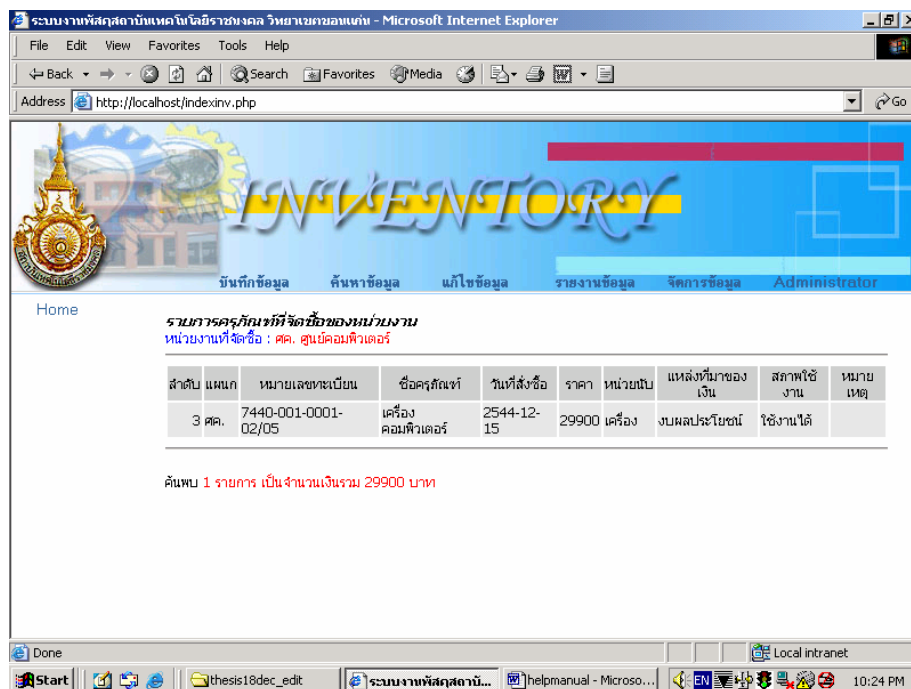 ระบบงานพัสดุสถาบันเทคโนโลยีราชมงคล วิทยาเขตขอนแก่น - Microsoft Internet Explorer
File Edit View Favorites Tools Help
Back Search Favorites Media
Address http://localhost/indexinv.php Go
INVENTORY
บันทึกข้อมูล ค้นหาข้อมูล แก้ไขข้อมูล รายงานข้อมูล จัดการข้อมูล Administrator
Home
รายการครุภัณฑ์ที่จัดซื้อของหน่วยงาน
หน่วยงานที่จัดซื้อ : ศค. ศูนย์คอมพิวเตอร์
ลำดับ แผนก หมายเลขทะเบียน ชื่อครุภัณฑ์ วันที่สั่งซื้อ ราคา หน่วยนับ แหล่งที่มาของเงิน สภาพใช้งาน หมายเหตุ
3 ศค. 7440-001-0001-02/05 เครื่องคอมพิวเตอร์ 2544-12-15 29900 เครื่อง งบผลประโยชน์ ใช้งานได้
ค้นพบ 1 รายการ เป็นจำนวนเงินรวม 29900 บาท
Done Local intranet
Start thesis18dec_edit ระบบงานพัสดุสถาบั... helpmanual - Microso... EN 10:24 PM